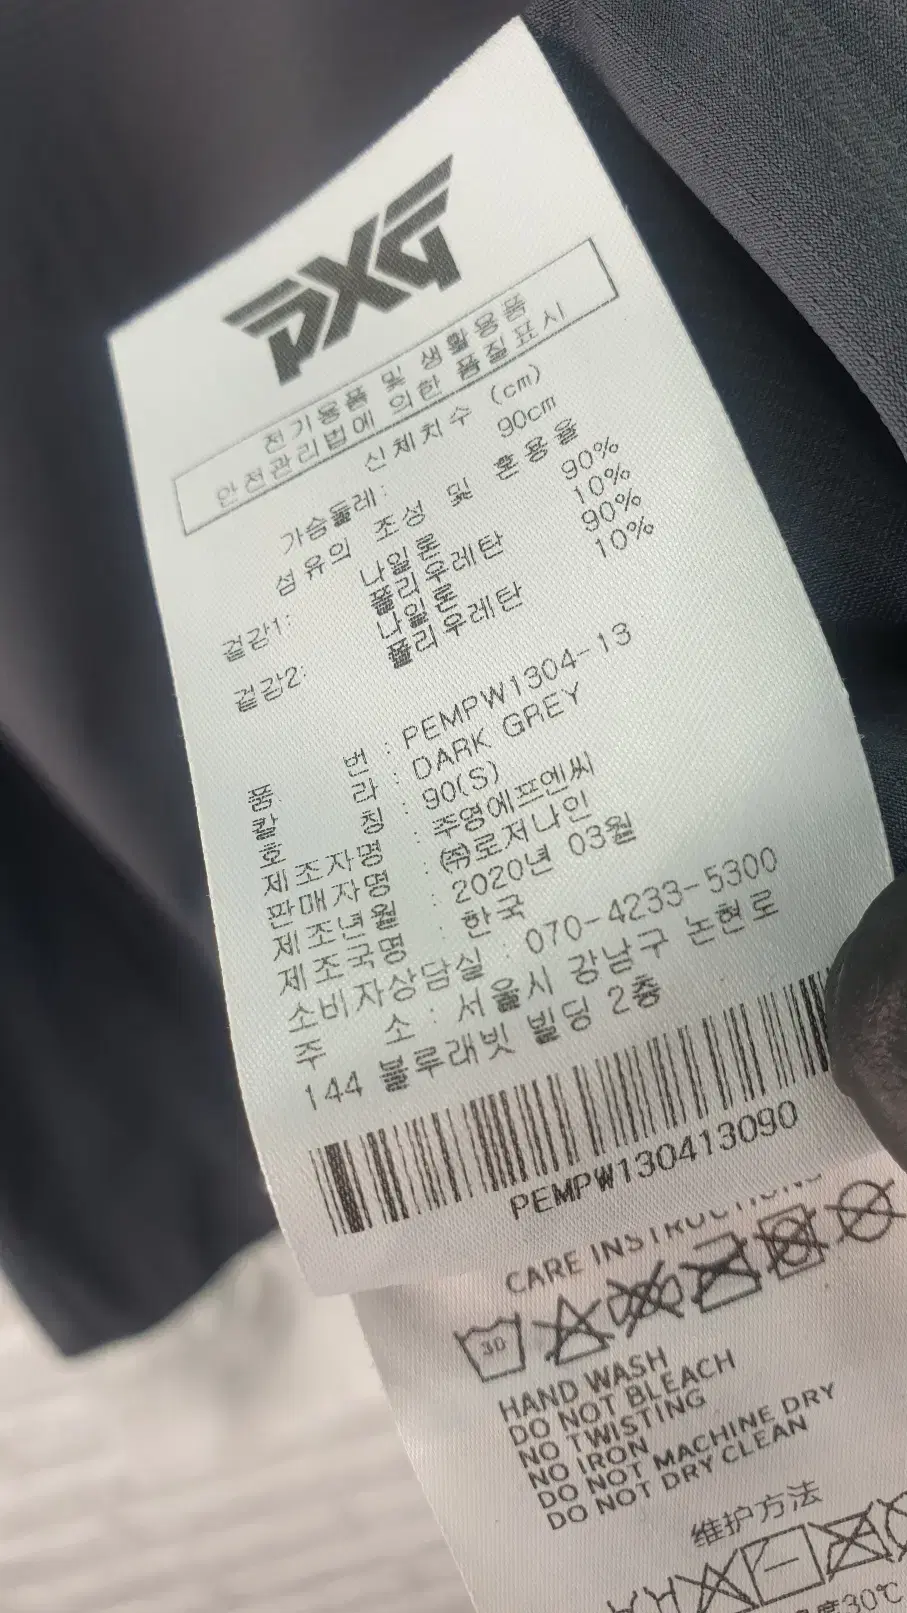 PXG
전기용품 및 생활용품
안전관리법에 의한 품질표시
신체치수 (cm)
가슴둘레: 90cm
섬유의 조성 및 혼용율
겉감1: 나일론 90%
폴리우레탄 10%
겉감2: 나일론 90%
폴리우레탄 10%
품 번 : PEMPW1304-13
칼 라 : DARK GREY
호 칭 : 90(S)
제조자명 : 주영에프엔씨
판매자명 : ㈜로저나인
제조년월 : 2020년 03월
제조국명 : 한국
소비자상담실 : 070-4233-5300
주 소 : 서울시 강남구 논현로
144 블루래빗 빌딩 2층
PEMPW130413090
CARE INSTRUCTIONS
30
HAND WASH
DO NOT BLEACH
NO TWISTING
NO IRON
DO NOT MACHINE DRY
DO NOT DRY CLEAN
维护方法
度30℃